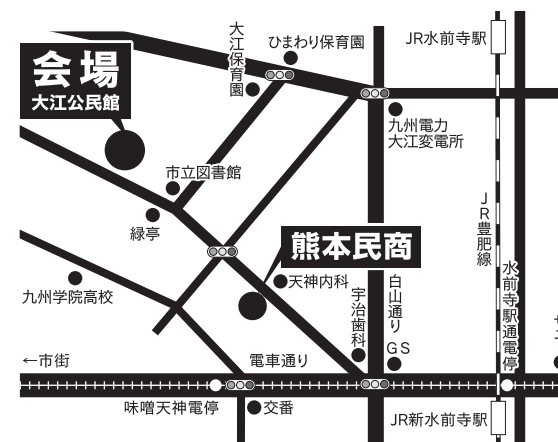 会場
大江公民館
大江保育園
ひまわり保育園
JR水前寺駅
九州電力
大江変電所
市立図書館
緑亭
熊本民商
天神内科
九州学院高校
宇治歯科
白山通り
GS
JR豊肥線
水前寺駅通電停
←市街
電車通り
味噌天神電停
交番
JR新水前寺駅